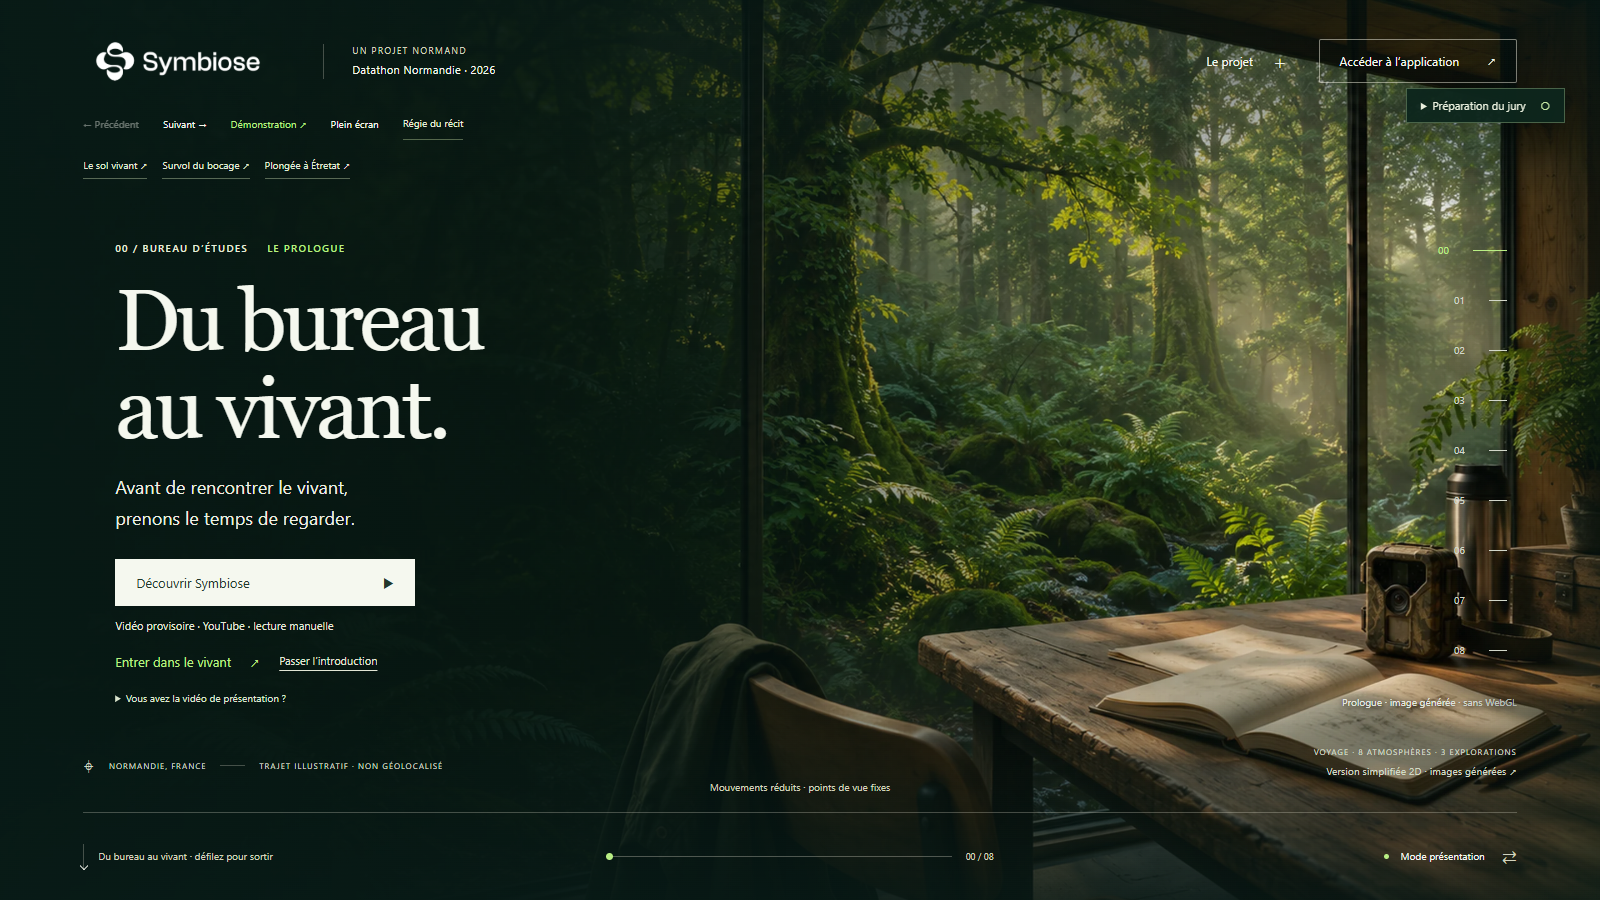 Symbiose
UN PROJET NORMAND
Datathon Normandie · 2026
Le projet +
Accéder à l'application ↗
▶ Préparation du jury
← Précédent
Suivant →
Démonstration ↗
Plein écran
Régie du récit
Le sol vivant ↗
Survol du bocage ↗
Plongée à Étretat ↗
00 / BUREAU D'ÉTUDES
LE PROLOGUE
Du bureau
au vivant.
Avant de rencontrer le vivant,
prenons le temps de regarder.
Découvrir Symbiose ▶
Vidéo provisoire · YouTube · lecture manuelle
Entrer dans le vivant ↗
Passer l'introduction
▶ Vous avez la vidéo de présentation ?
00
01
02
03
04
05
06
07
08
Prologue · image générée · sans WebGL
VOYAGE · 8 ATMOSPHÈRES · 3 EXPLORATIONS
Version simplifiée 2D · images générées ↗
NORMANDIE, FRANCE
TRAJET ILLUSTRATIF · NON GÉOLOCALISÉ
Mouvements réduits · points de vue fixes
Du bureau au vivant · défilez pour sortir
00 / 08
Mode présentation